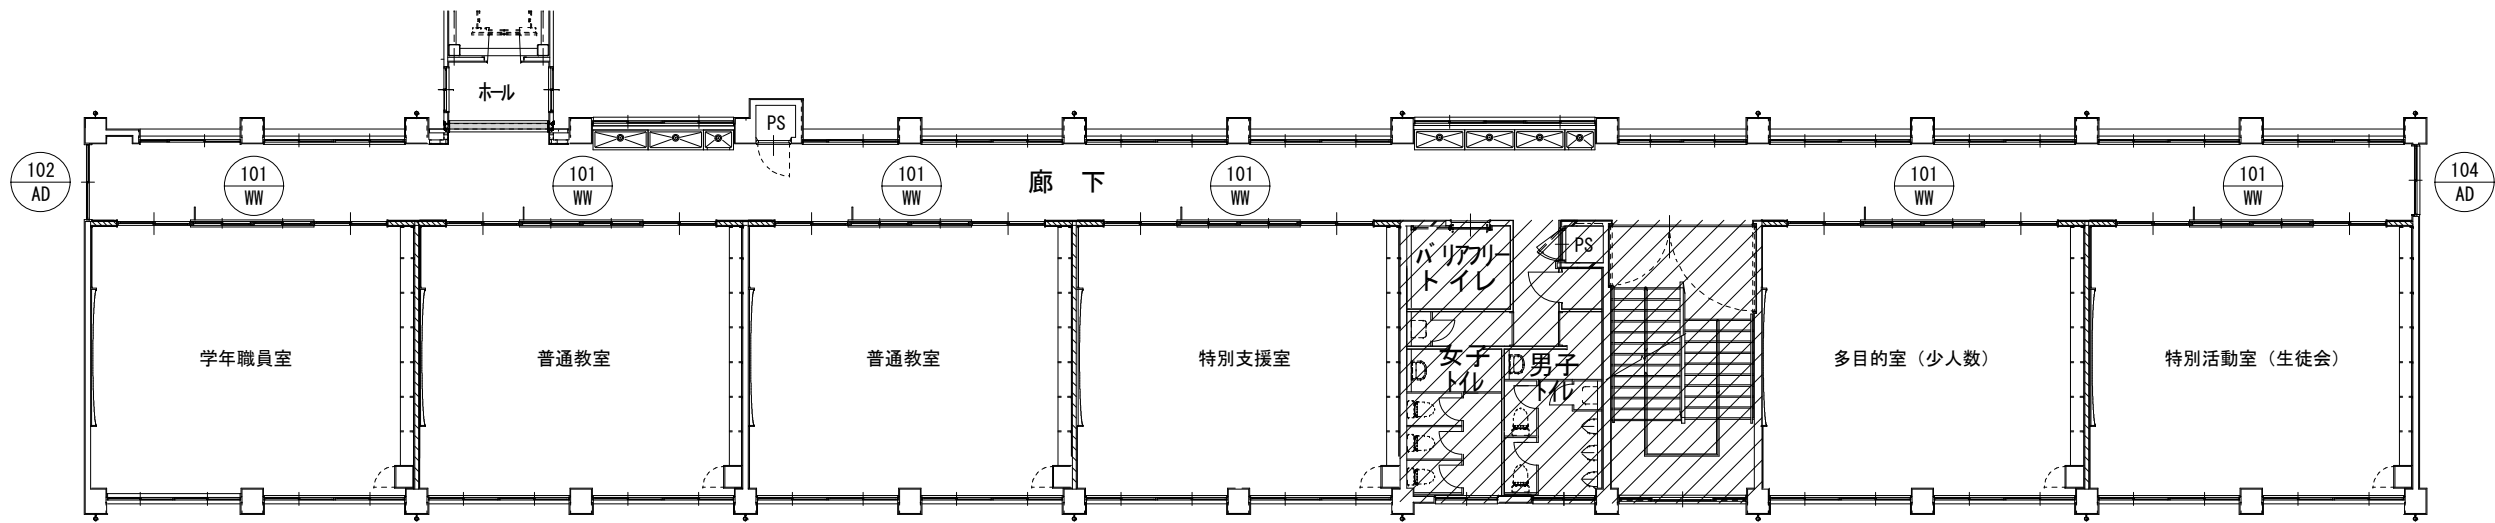 ホール
PS
102
AD
101
WW
101
WW
101
WW
廊 下
101
WW
101
WW
101
WW
104
AD
バリアフリー
トイレ
PS
学年職員室
普通教室
普通教室
特別支援室
女子
トイレ
男子
トイレ
多目的室（少人数）
特別活動室（生徒会）